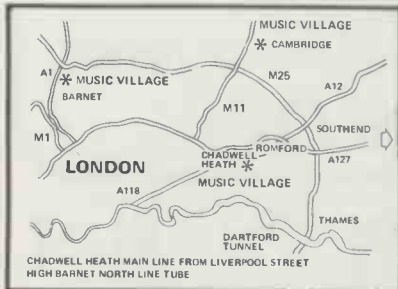 MUSIC VILLAGE
CAMBRIDGE
A1
MUSIC VILLAGE
BARNET
M25
A12
M11
M1
SOUTHEND
ROMFORD
CHADWELL
HEATH
A127
LONDON
A118
MUSIC VILLAGE
THAMES
DARTFORD
TUNNEL
CHADWELL HEATH MAIN LINE FROM LIVERPOOL STREET
HIGH BARNET NORTH LINE TUBE